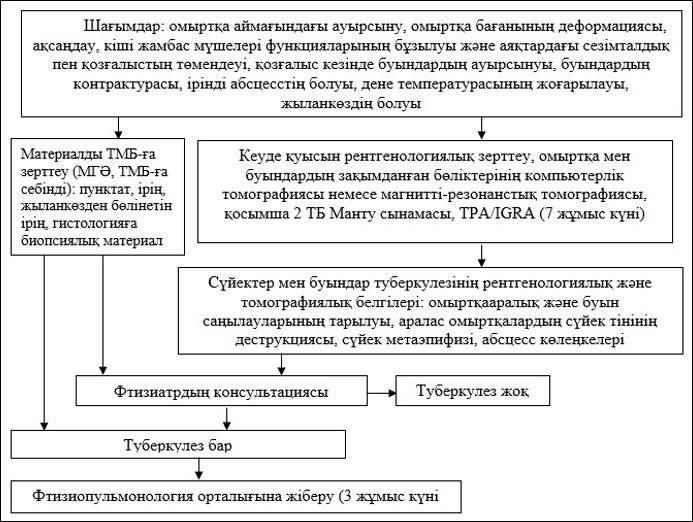 Шағымдар: омыртқа аймағындағы ауырсыну, омыртқа бағанының деформациясы,
ақсаңдау, кіші жамбас мүшелері функцияларының бұзылуы және аяқтардағы сезімталдық
пен қозғалыстың төмендеуі, қозғалыс кезінде буындардың ауырсынуы, буындардың
контрактурасы, ірінді абсцесстің болуы, дене температурасының жоғарылауы,
жыланкөздің болуы
Материалды ТМБ-ға
зерттеу (МГӘ, ТМБ-ға
себінді): пунктат, ірің,
жыланкөзден бөлінетін
ірің, гистологияға
биопсиялық материал
Кеуде қуысын рентгенологиялық зерттеу, омыртқа мен
буындардың зақымданған бөліктерінің компьютерлік
томографиясы немесе магнитті-резонанстық томографиясы,
қосымша 2 ТБ Манту сынамасы, ТРА/IGRA (7 жұмыс күні)
Сүйектер мен буындар туберкулезінің рентгенологиялық және
томографиялық белгілері: омыртқааралық және буын
саңылауларының тарылуы, аралас омыртқалардың сүйек тінінің
деструкциясы, сүйек метаэпифизі, абсцесс көлеңкелері
Фтизиатрдың консультациясы
Туберкулез жоқ
Туберкулез бар
Фтизиопульмонология орталығына жіберу (3 жұмыс күні